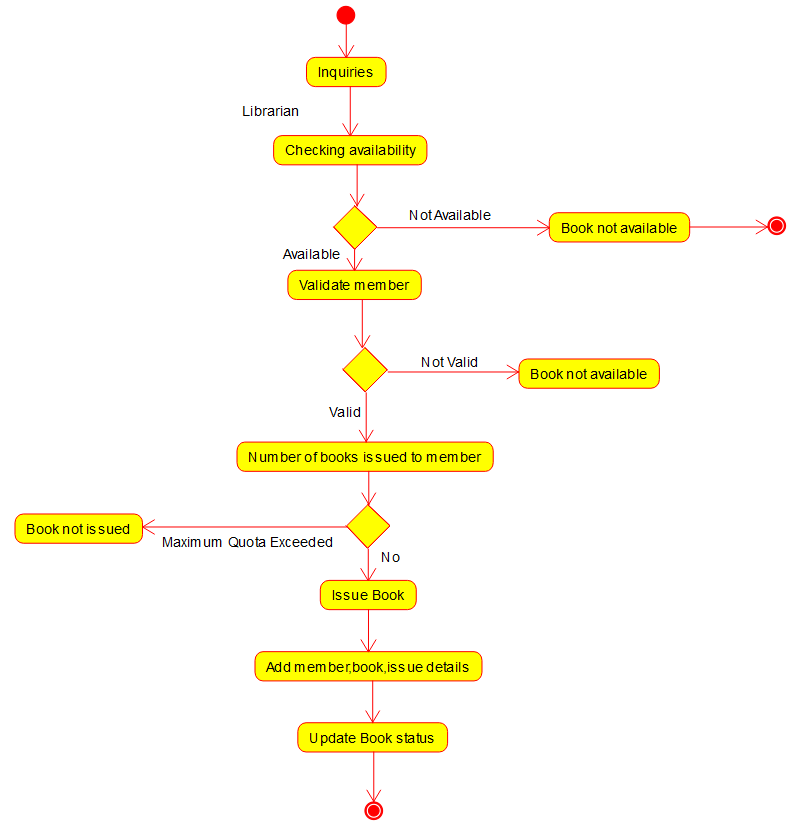 Inquiries
Librarian
Checking availability
Not Available
Book not available
Available
Validate member
Not Valid
Book not available
Valid
Number of books issued to member
Book not issued
Maximum Quota Exceeded
No
Issue Book
Add member,book,issue details
Update Book status